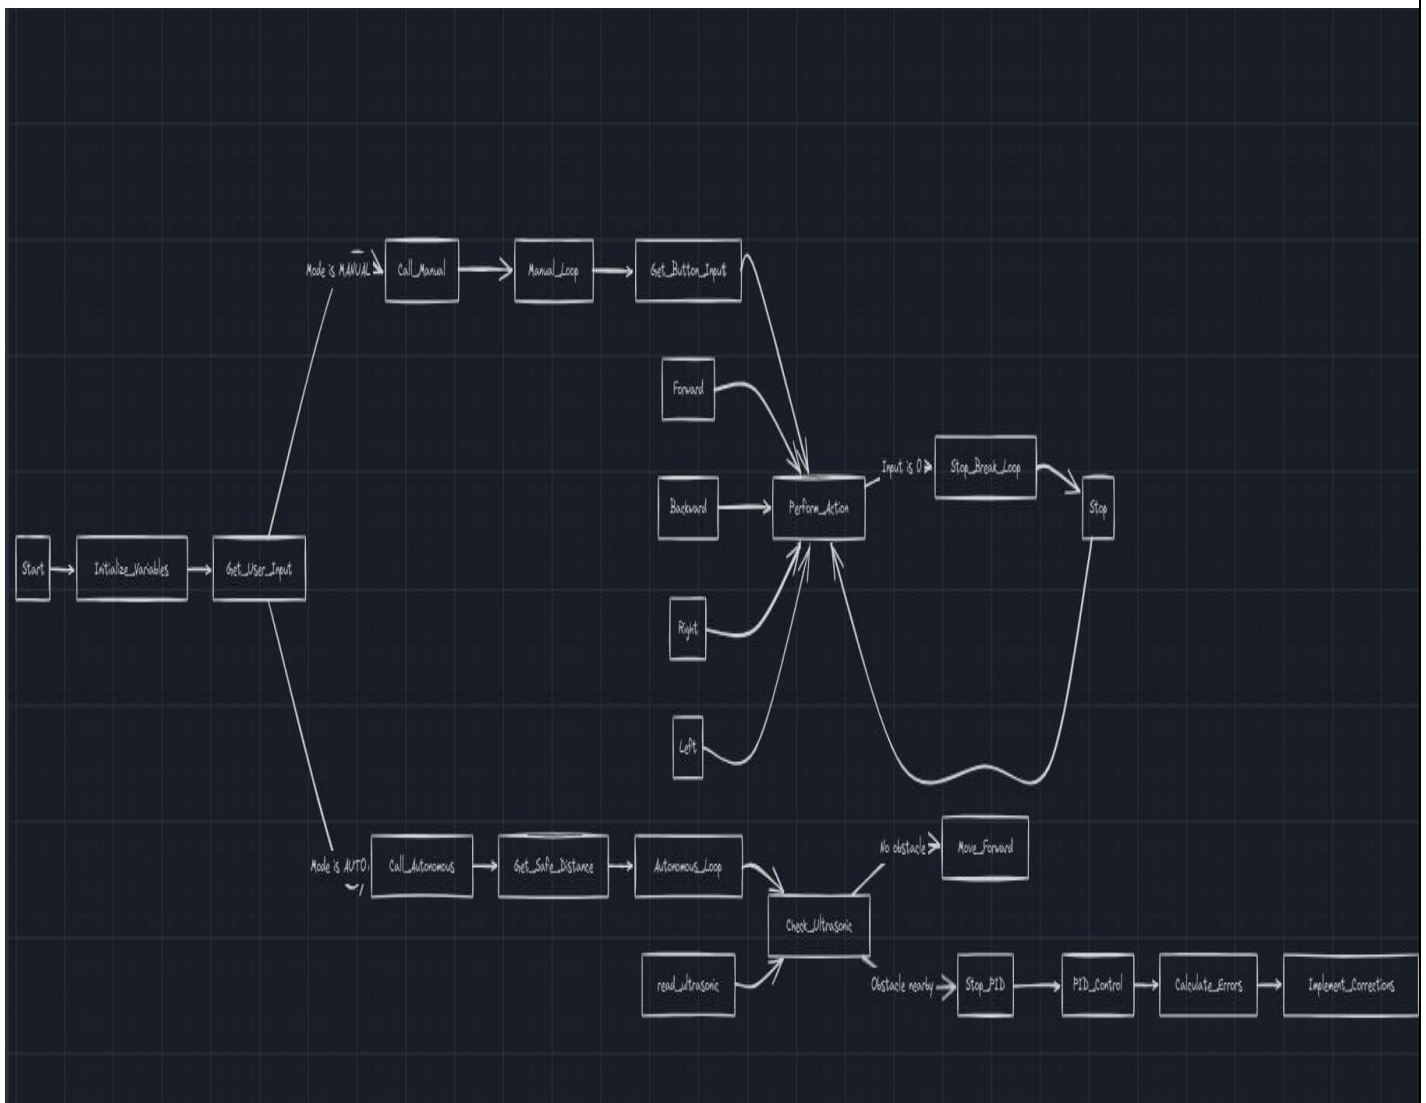 Mode is MANUAL
Call_Manual
Manual_Loop
Get_Button_Input
Forward
Input is 0
Stop_Break_Loop
Backward
Perform_Action
Stop
Start
Initialize_Variables
Get_User_Input
Right
Left
No obstacle
Move_Forward
Mode is AUTO
Call_Autonomous
Get_Safe_Distance
Autonomous_Loop
Check_Ultrasonic
read_ultrasonic
Obstacle nearby
Stop_PID
PID_Control
Calculate_Errors
Implement_Corrections